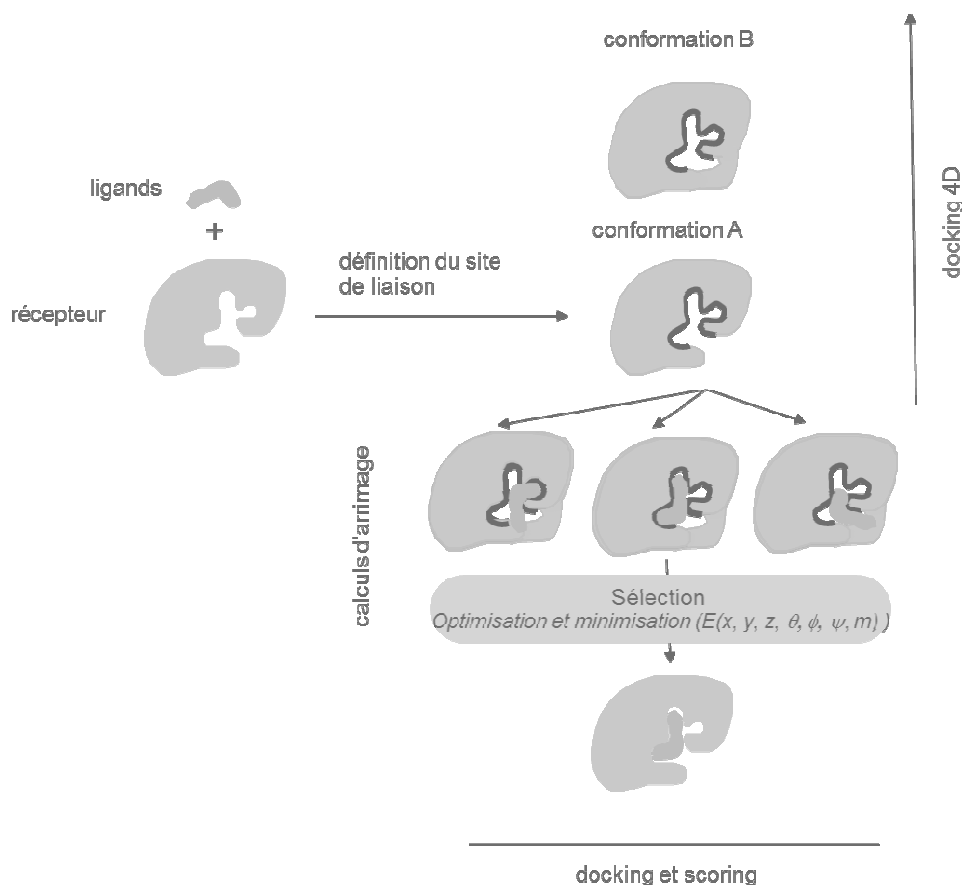 conformation B
ligands
+
conformation A
docking 4D
définition du site
de liaison
récepteur
calculs d'arrimage
Sélection
Optimisation et minimisation (E(x, y, z, θ, ϕ, ψ, m) )
docking et scoring